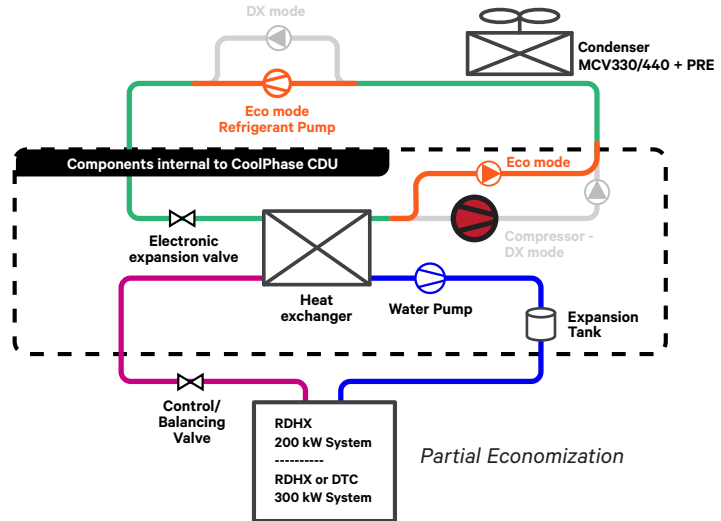 DX mode
Condenser
MCV330/440 + PRE
Eco mode
Refrigerant Pump
Components internal to CoolPhase CDU
Eco mode
Electronic
expansion valve
Compressor -
DX mode
Heat
exchanger
Water Pump
Expansion
Tank
Control/
Balancing
Valve
RDHX
200 kW System
----------
RDHX or DTC
300 kW System
Partial Economization